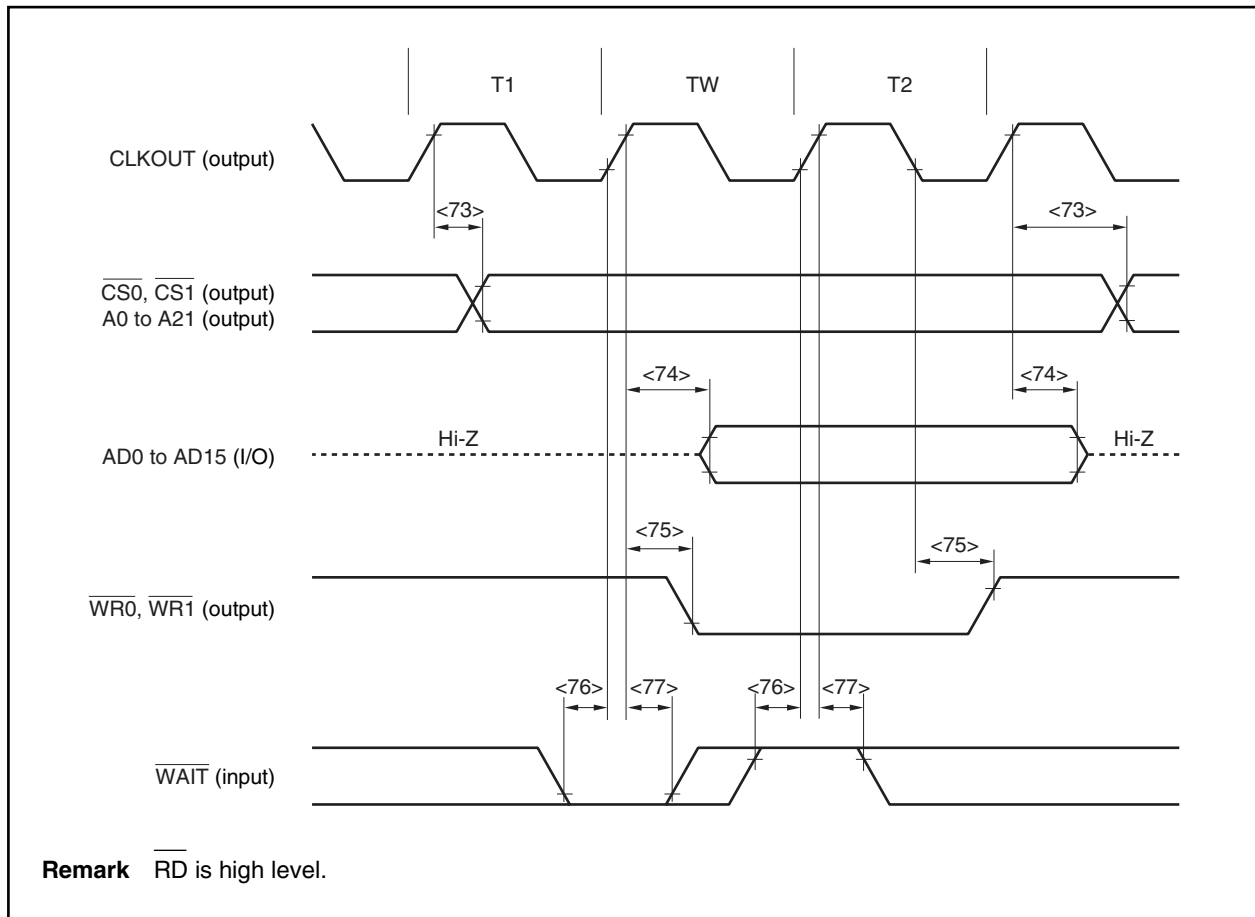 T1 TW T2
CLKOUT (output)
<73> <73>
CS0, CS1 (output)
A0 to A21 (output)
<74> <74>
Hi-Z Hi-Z
AD0 to AD15 (I/O)
<75> <75>
WR0, WR1 (output)
<76> <77> <76> <77>
WAIT (input)
Remark RD is high level.